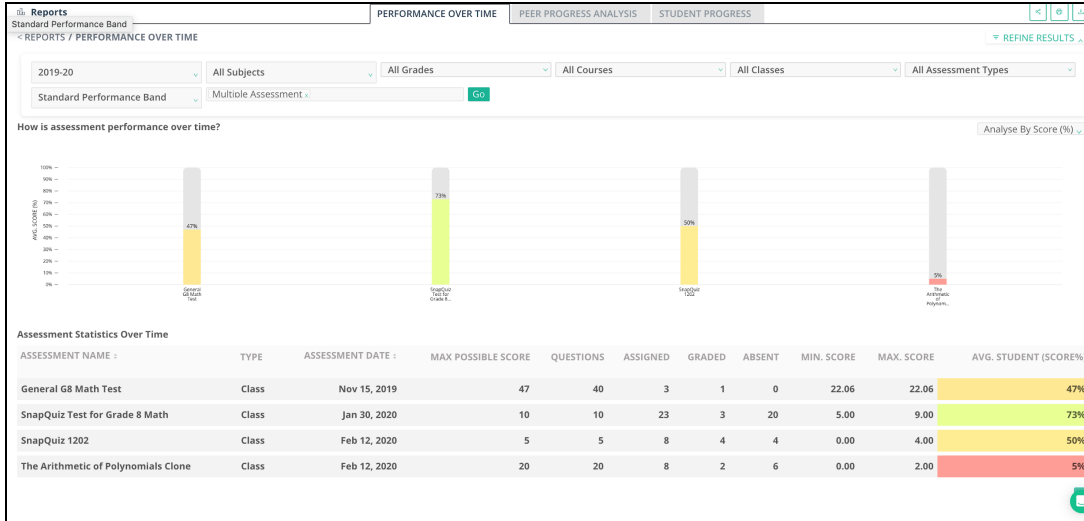 Reports
Standard Performance Band
PERFORMANCE OVER TIME PEER PROGRESS ANALYSIS STUDENT PROGRESS
< REPORTS / PERFORMANCE OVER TIME
REFINE RESULTS
2019-20 All Subjects All Grades All Courses All Classes All Assessment Types
Standard Performance Band Multiple Assessment x Go
How is assessment performance over time?
Analyse By Score (%)
100%
90%
80%
70%
60%
50%
40%
30%
20%
10%
0%
AVG. SCORE (%)
47% 73% 50% 5%
General G8 Math Test
SnapQuiz Test for Grade 8...
SnapQuiz 1202
The Arithmetic of Polynom...
Assessment Statistics Over Time
ASSESSMENT NAME TYPE ASSESSMENT DATE MAX POSSIBLE SCORE QUESTIONS ASSIGNED GRADED ABSENT MIN. SCORE MAX. SCORE AVG. STUDENT (SCORE%
General G8 Math Test Class Nov 15, 2019 47 40 3 1 0 22.06 22.06 47%
SnapQuiz Test for Grade 8 Math Class Jan 30, 2020 10 10 23 3 20 5.00 9.00 73%
SnapQuiz 1202 Class Feb 12, 2020 5 5 8 4 4 0.00 4.00 50%
The Arithmetic of Polynomials Clone Class Feb 12, 2020 20 20 8 2 6 0.00 2.00 5%